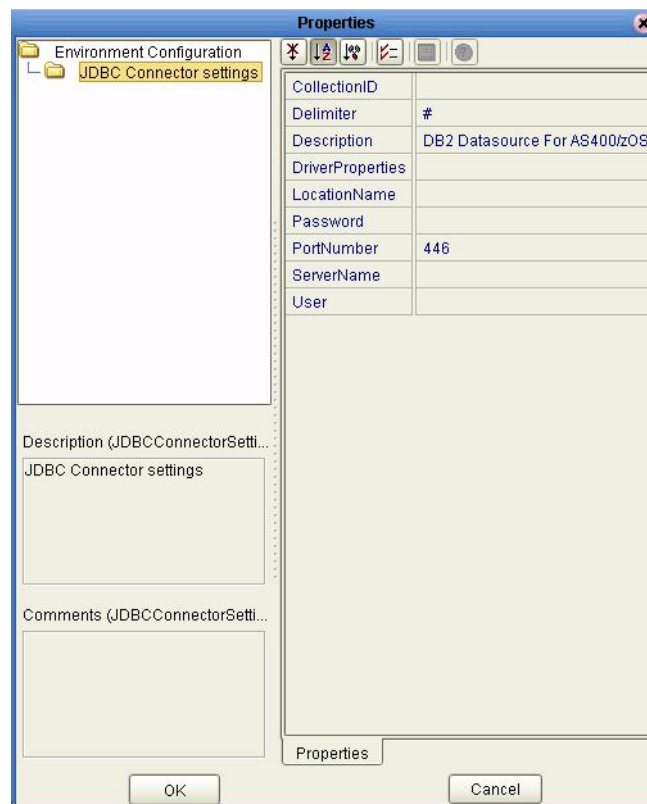 Properties
Environment Configuration
JDBC Connector settings
CollectionID
Delimiter #
Description DB2 Datasource For AS400/zOS
DriverProperties
LocationName
Password
PortNumber 446
ServerName
User
Description (JDBCConnectorSetti...
JDBC Connector settings
Comments (JDBCConnectorSetti...
Properties
OK
Cancel